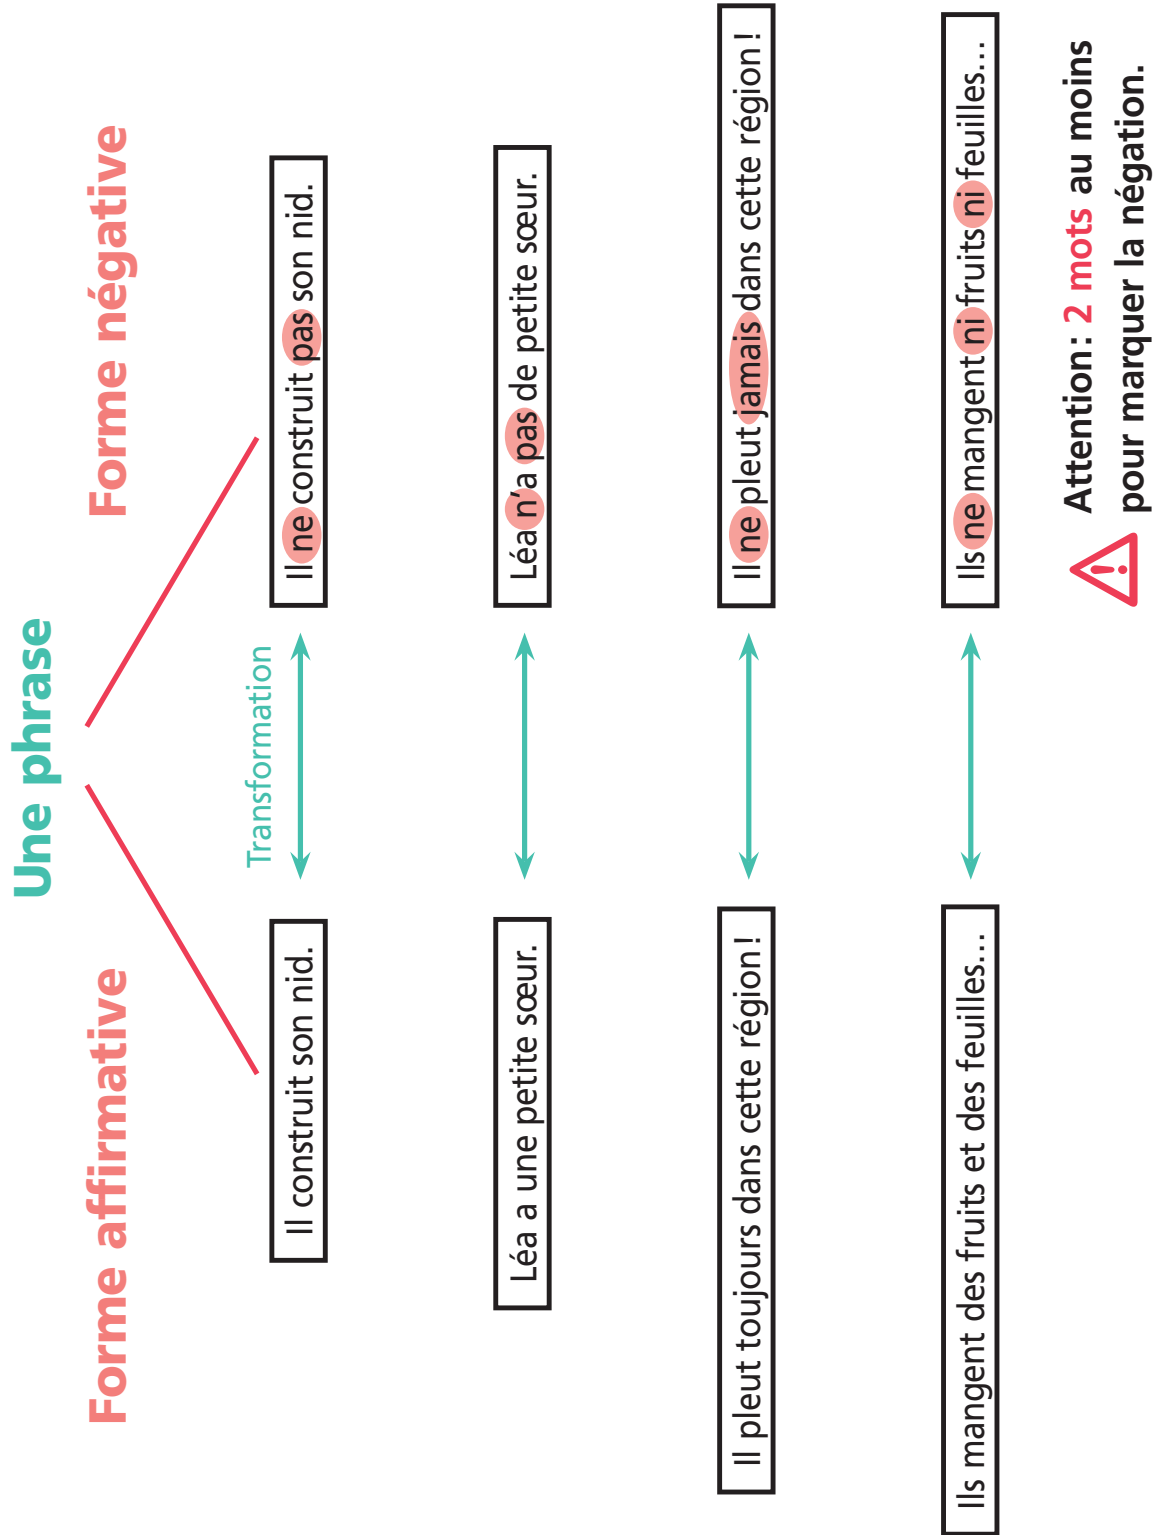 Une phrase
Forme affirmative
Forme négative
Transformation
Il construit son nid.
Il ne construit pas son nid.
Léa a une petite sœur.
Léa n'a pas de petite sœur.
Il pleut toujours dans cette région !
Il ne pleut jamais dans cette région !
Ils mangent des fruits et des feuilles…
Ils ne mangent ni fruits ni feuilles…
Attention : 2 mots au moins
pour marquer la négation.